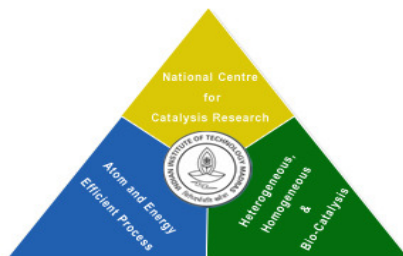 National Centre
for
Catalysis Research
INDIAN INSTITUTE OF TECHNOLOGY MADRAS
Atom and Energy
Efficient Process
Heterogeneous,
Homogeneous
&
Bio-Catalysis